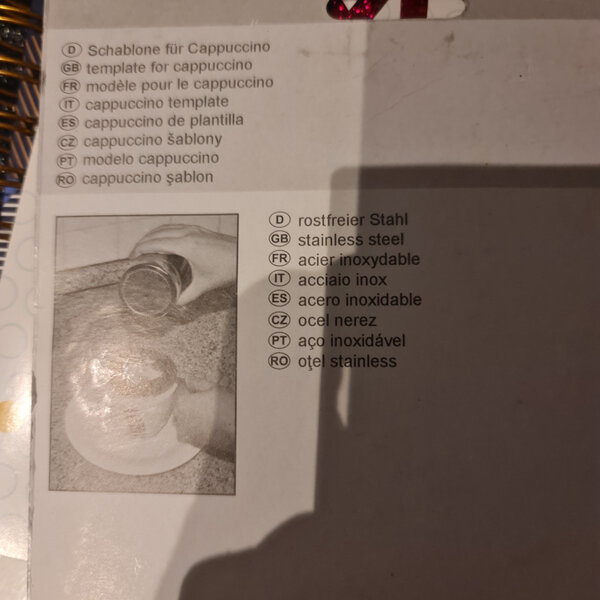 D Schablone für Cappuccino
GB template for cappuccino
FR modèle pour le cappuccino
IT cappuccino template
ES cappuccino de plantilla
CZ cappuccino šablony
PT modelo cappuccino
RO cappuccino şablon
D rostfreier Stahl
GB stainless steel
FR acier inoxydable
IT acciaio inox
ES acero inoxidable
CZ ocel nerez
PT aço inoxidável
RO oţel stainless